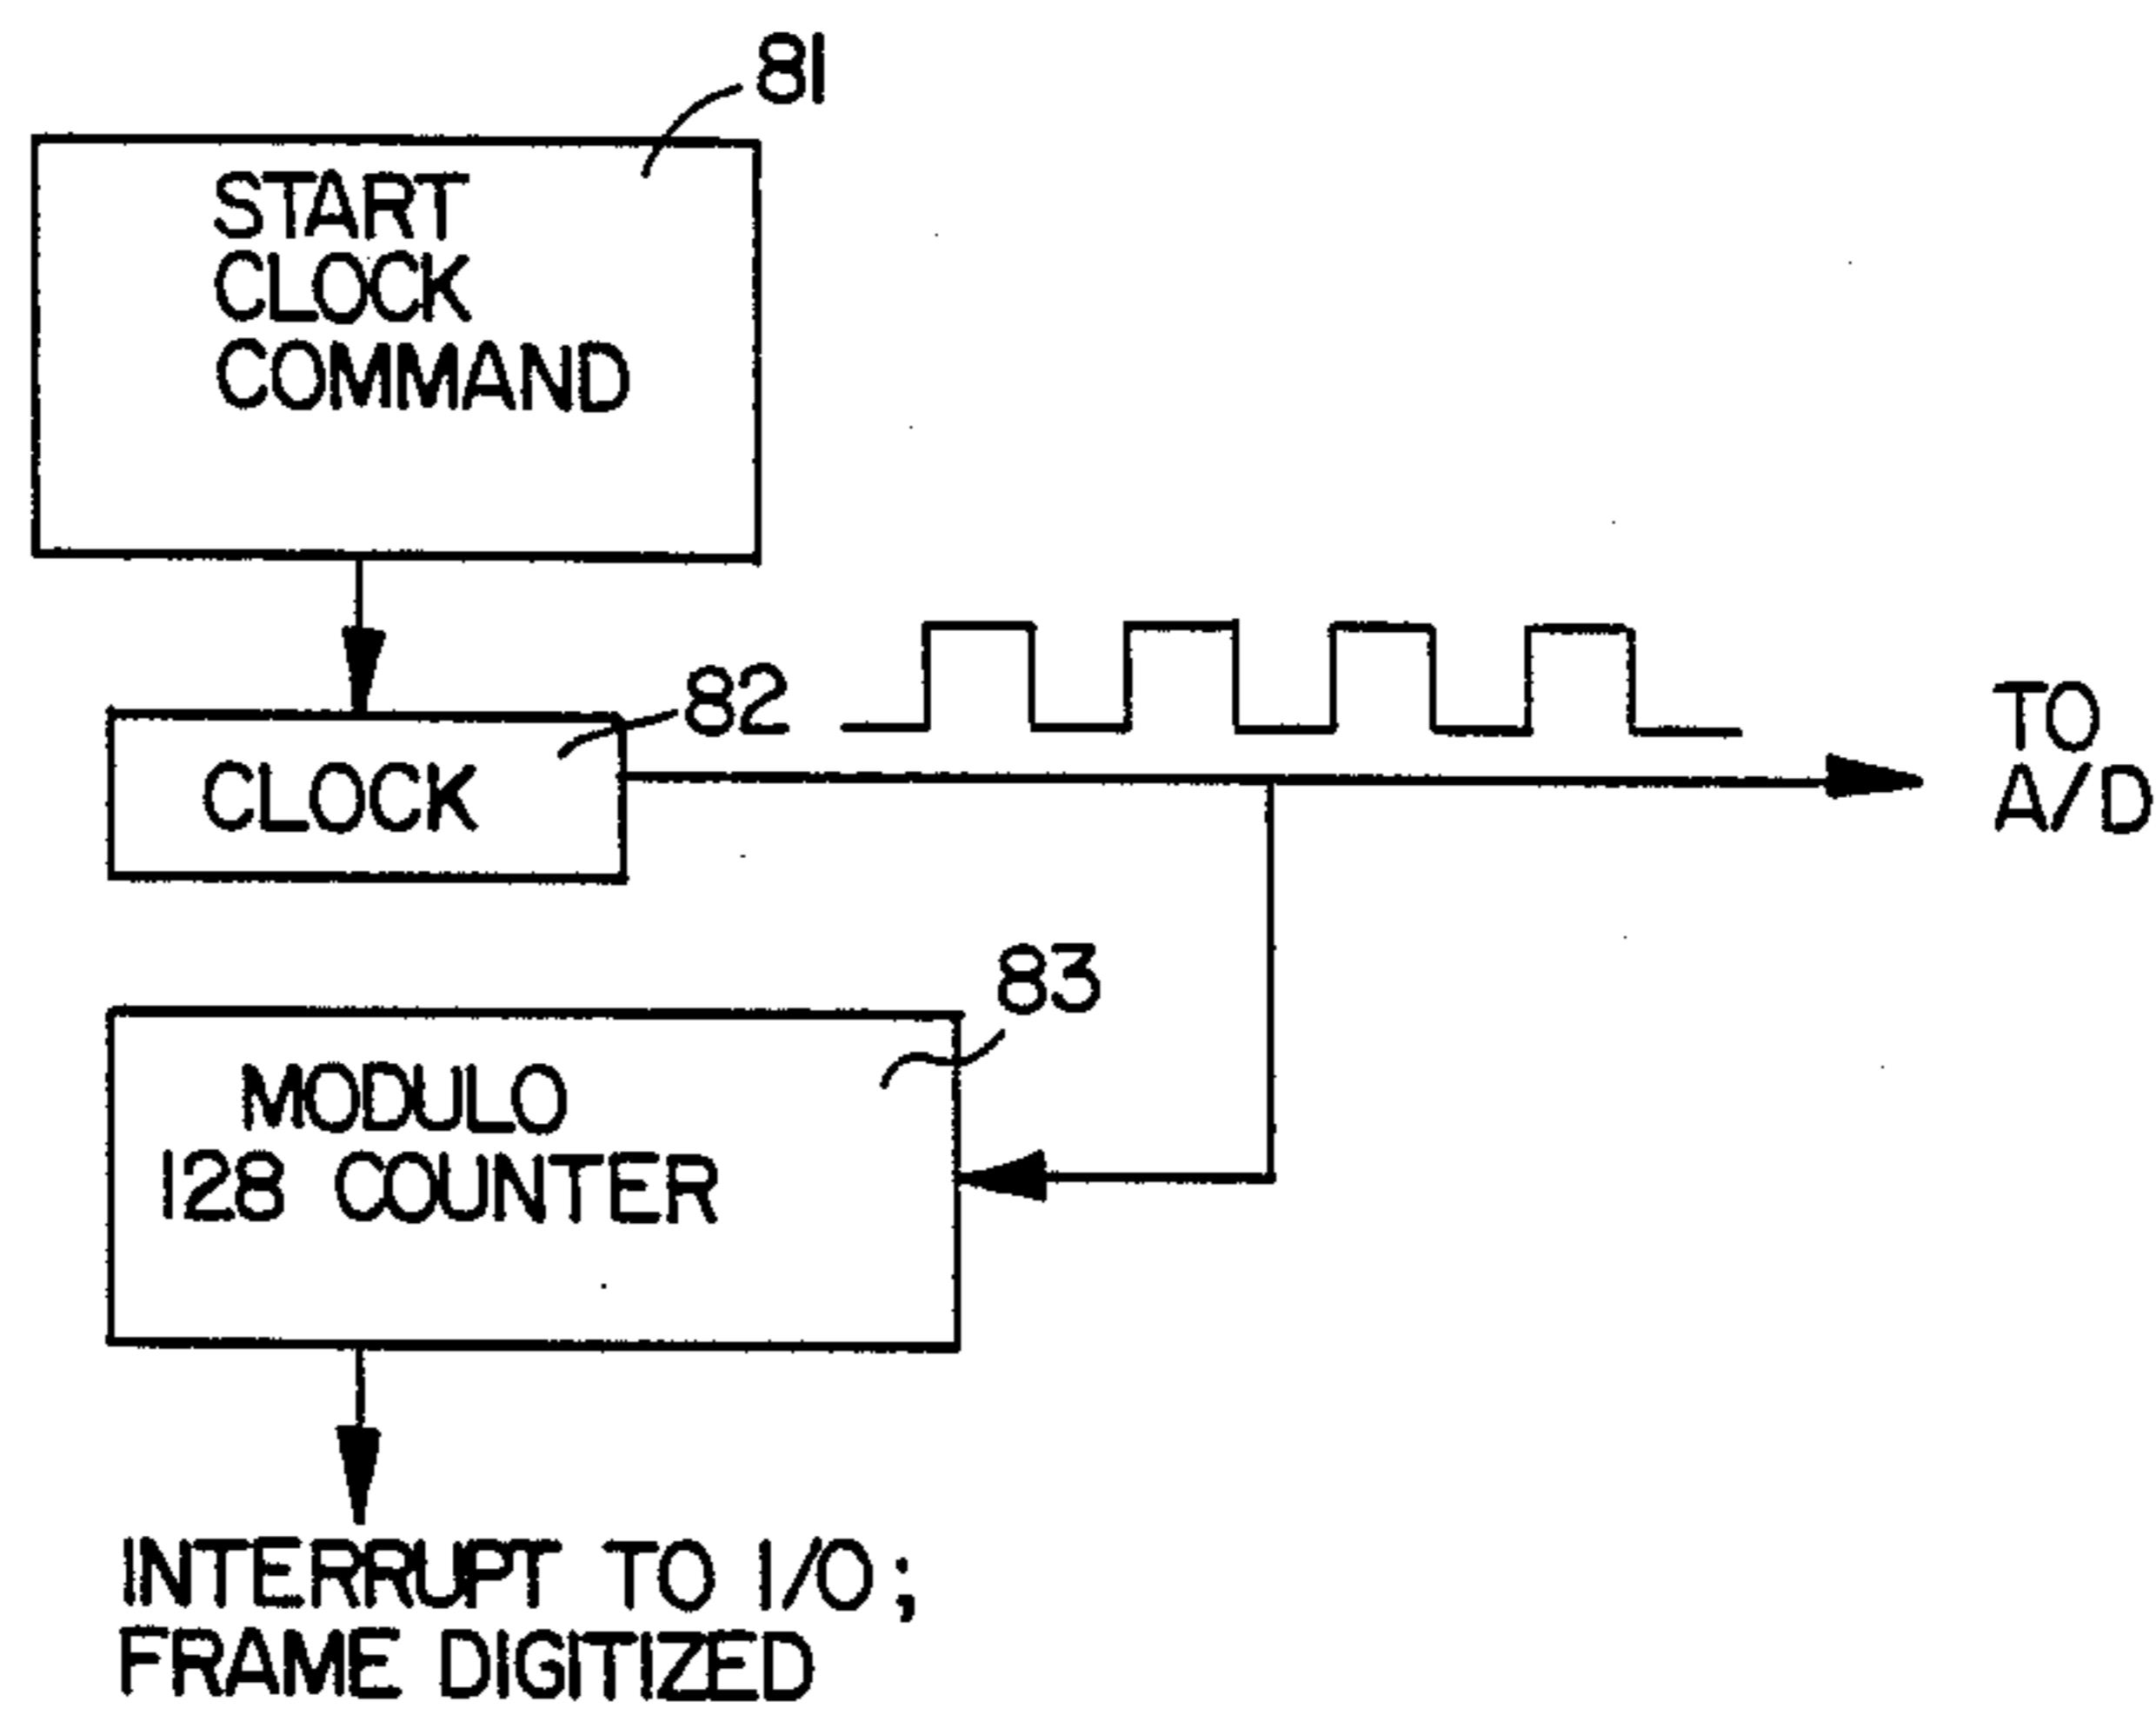 81
START
CLOCK
COMMAND
82
CLOCK
TO
A/D
83
MODULO
128 COUNTER
INTERRUPT TO I/O;
FRAME DIGITIZED